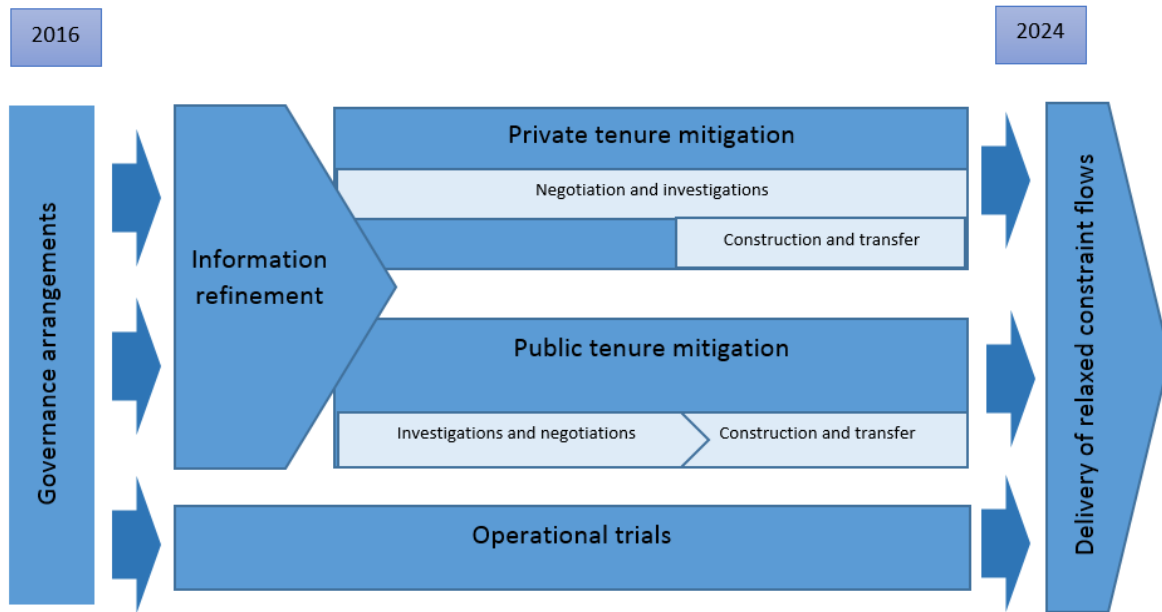 2016
2024
Governance arrangements
Information
refinement
Private tenure mitigation
Negotiation and investigations
Construction and transfer
Public tenure mitigation
Investigations and negotiations
Construction and transfer
Operational trials
Delivery of relaxed constraint flows